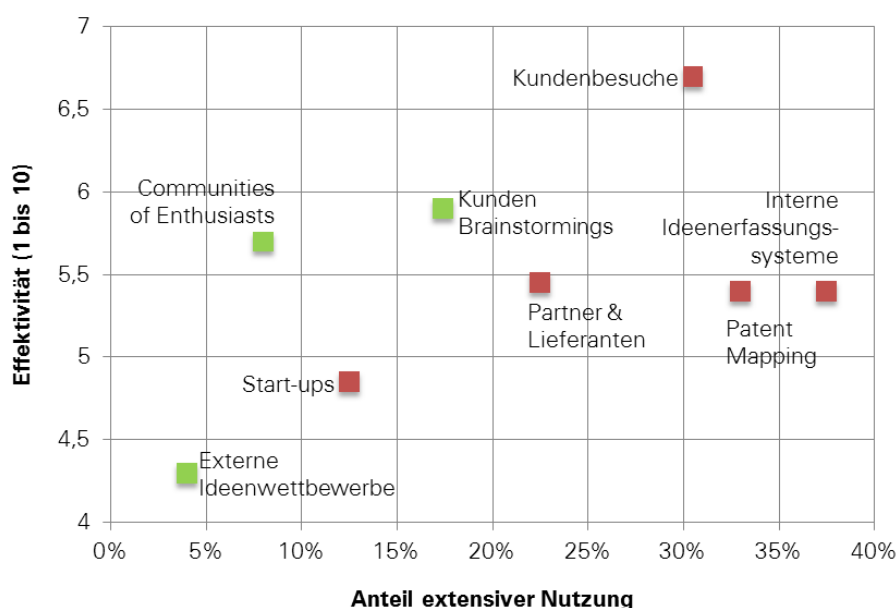 7
6,5
6
5,5
5
4,5
4
Effektivität (1 bis 10)
Kundenbesuche
Communities
of Enthusiasts
Kunden
Brainstormings
Interne
Ideenerfassungs-
systeme
Partner &
Lieferanten
Patent
Mapping
Start-ups
Externe
Ideenwettbewerbe
0% 5% 10% 15% 20% 25% 30% 35% 40%
Anteil extensiver Nutzung